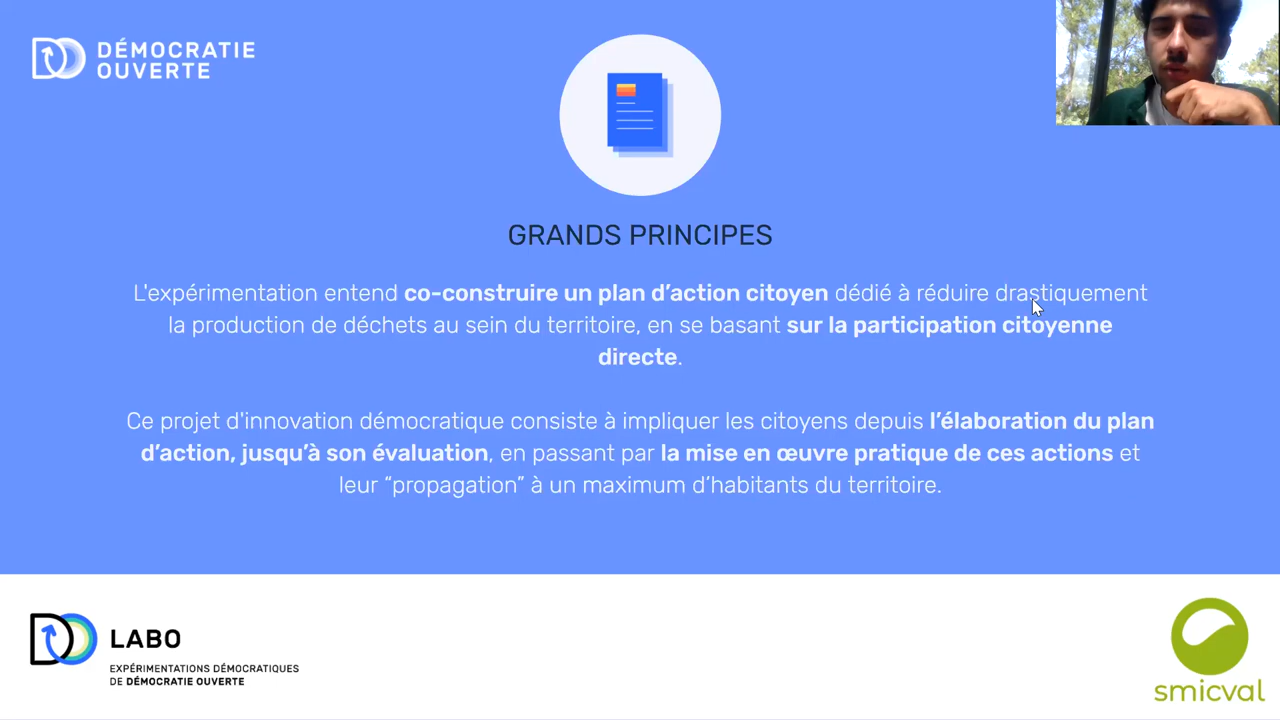 DÉMOCRATIE
OUVERTE
GRANDS PRINCIPES
L'expérimentation entend co-construire un plan d’action citoyen dédié à réduire drastiquement
la production de déchets au sein du territoire, en se basant sur la participation citoyenne
directe.
Ce projet d'innovation démocratique consiste à impliquer les citoyens depuis l’élaboration du plan
d’action, jusqu’à son évaluation, en passant par la mise en œuvre pratique de ces actions et
leur “propagation” à un maximum d’habitants du territoire.
LABO
EXPÉRIMENTATIONS DÉMOCRATIQUES
DE DÉMOCRATIE OUVERTE
smicval